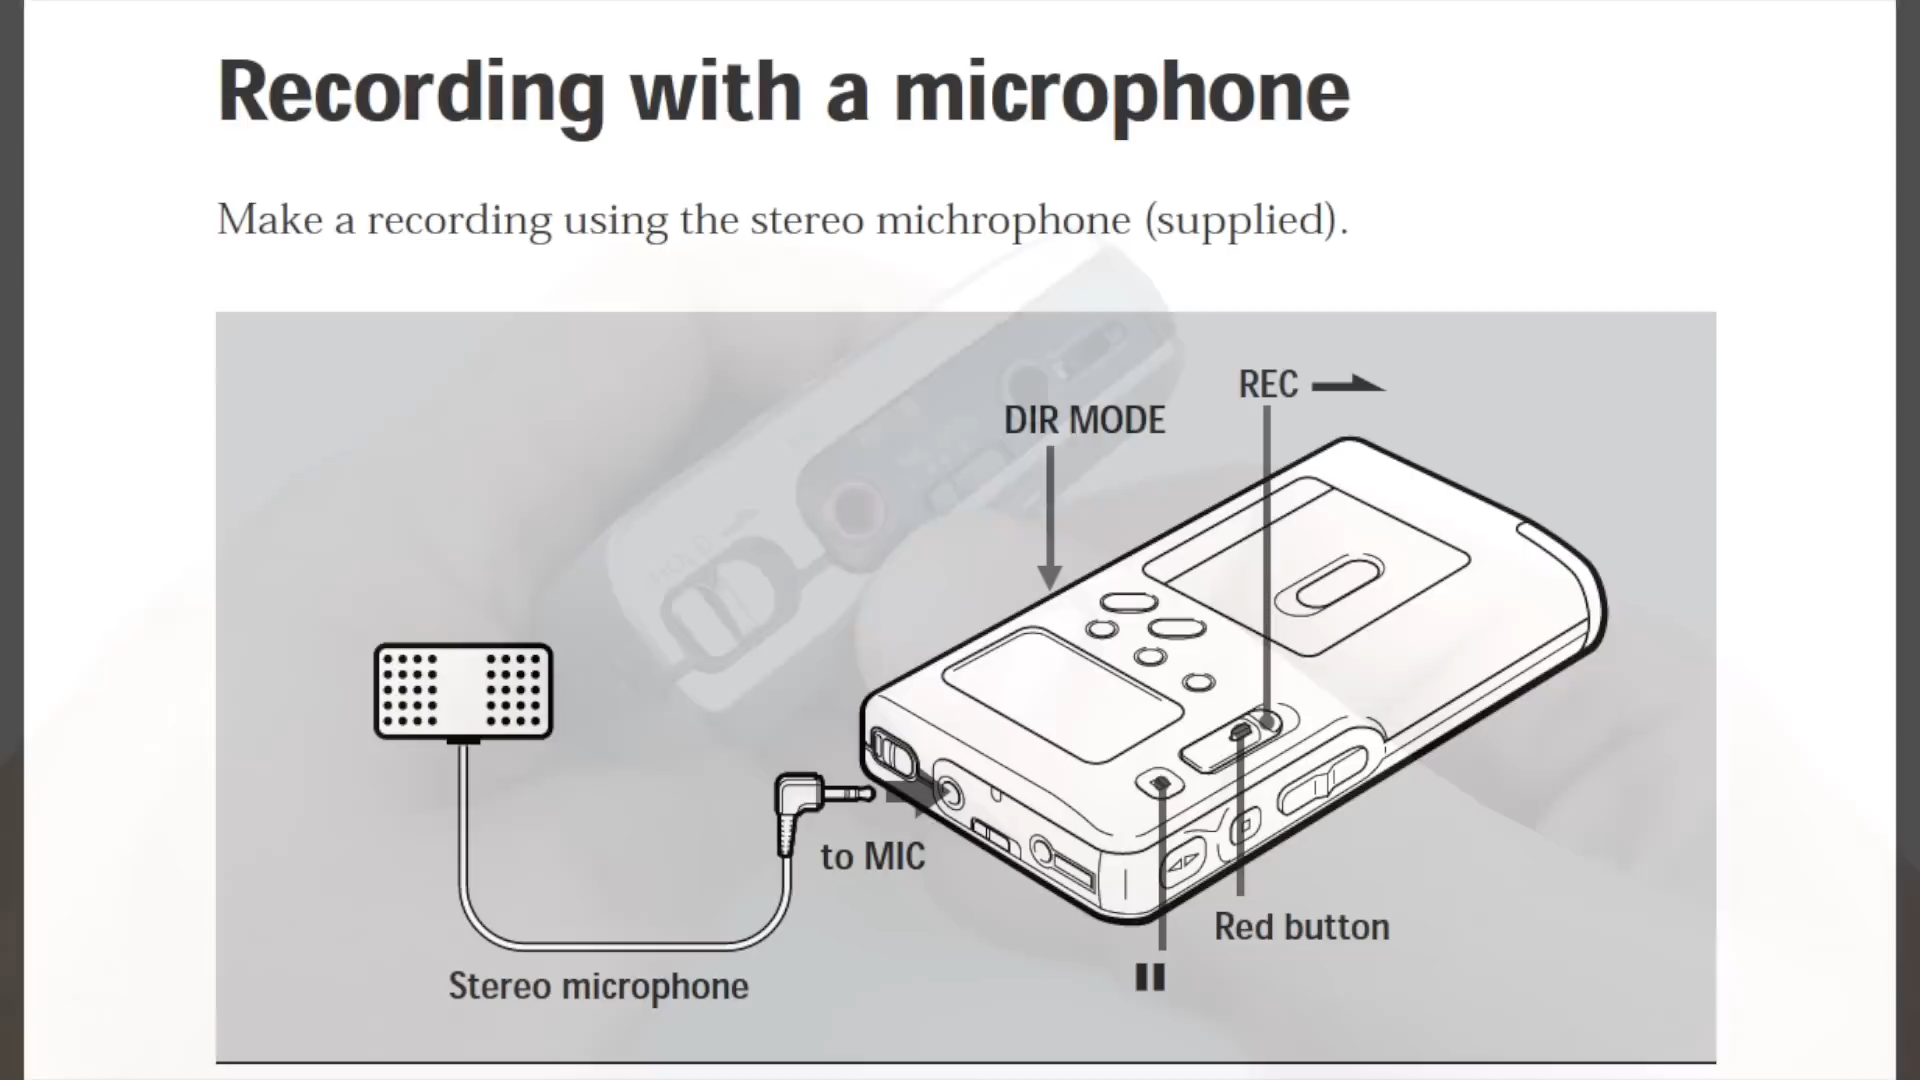 Recording with a microphone
Make a recording using the stereo michrophone (supplied).
REC
DIR MODE
HOLD
to MIC
Red button
Stereo microphone